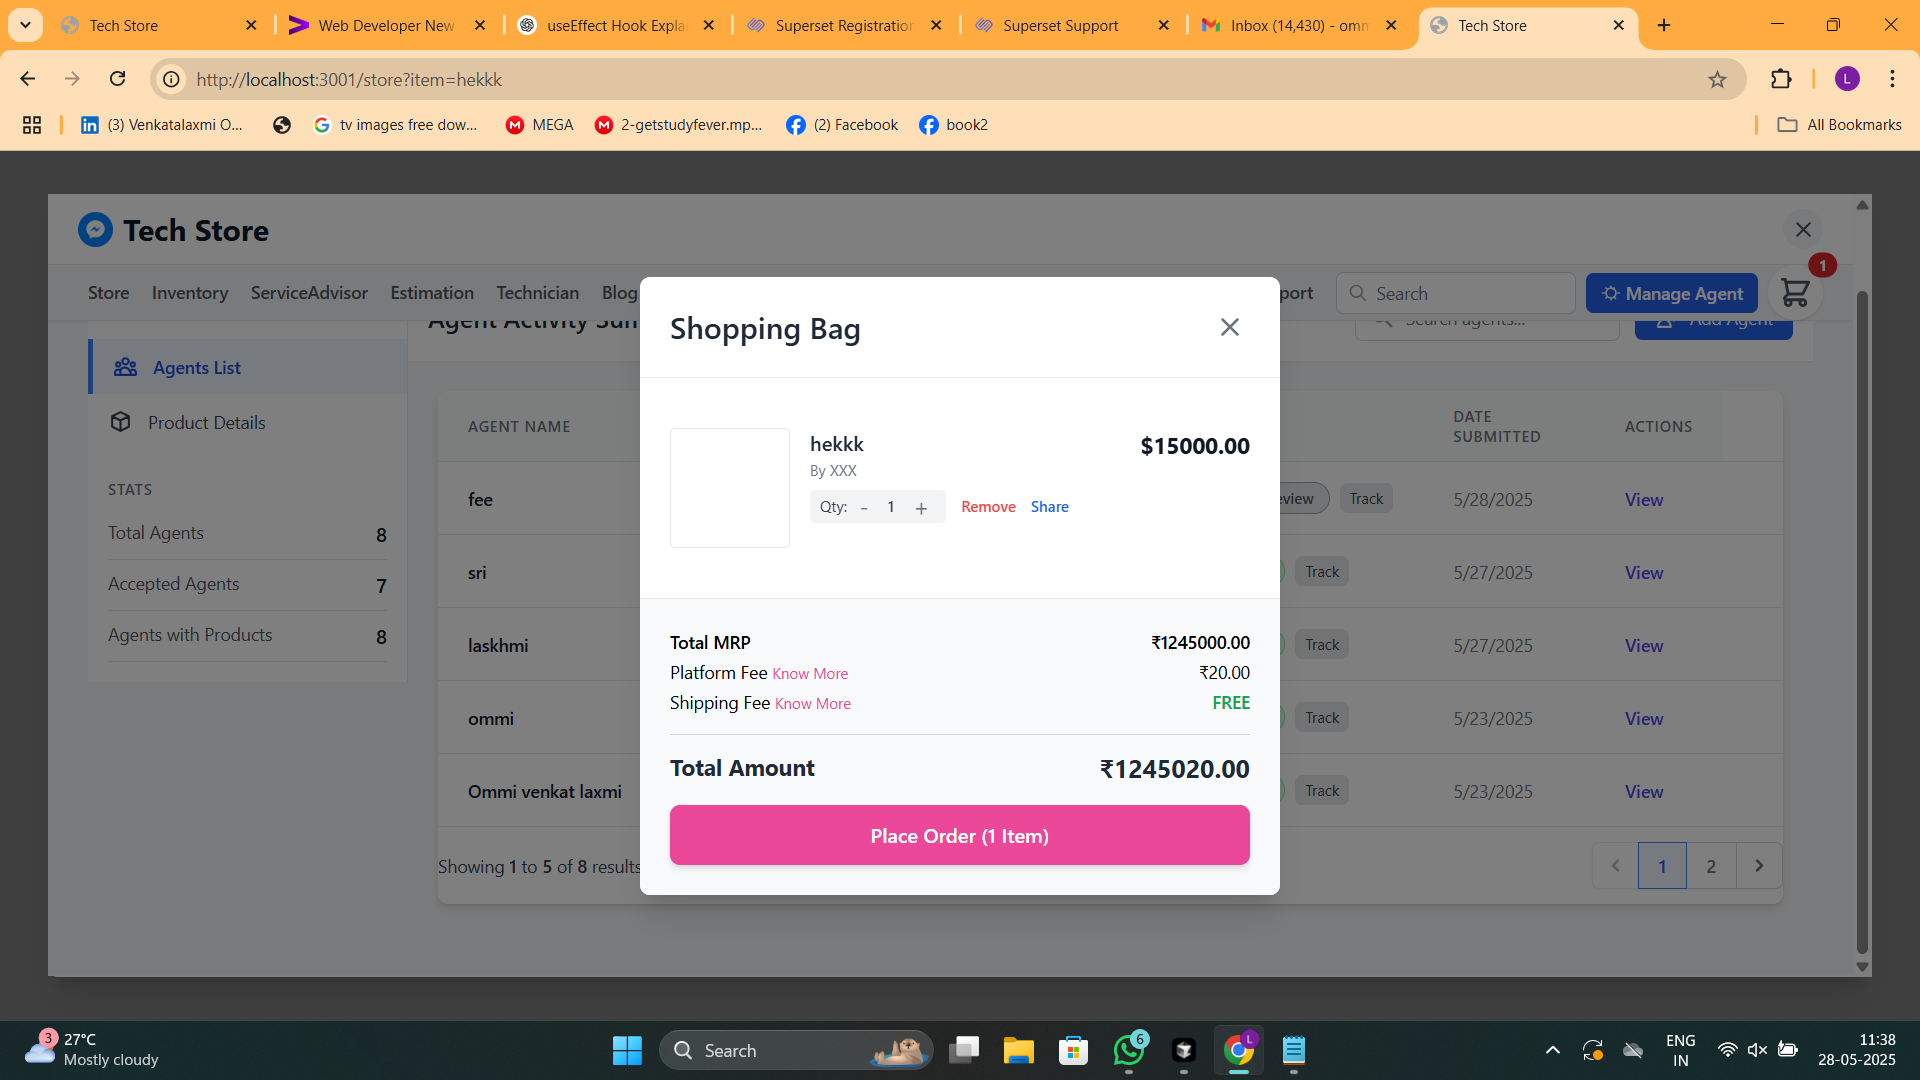 Tech Store
Web Developer New
useEffect Hook Expla
Superset Registration
Superset Support
Inbox (14,430) - omm
Tech Store
http://localhost:3001/store?item=hekkk
L
(3) Venkatalaxmi O...
tv images free dow...
MEGA
2-getstudyfever.mp...
(2) Facebook
book2
All Bookmarks
Tech Store
1
Store
Inventory
ServiceAdvisor
Estimation
Technician
Blog
port
Search
Manage Agent
Agent Activity Sum
Search agents...
Add Agent
Agents List
Product Details
STATS
Total Agents 8
Accepted Agents 7
Agents with Products 8
AGENT NAME
DATE SUBMITTED
ACTIONS
fee
eview
Track
5/28/2025
View
sri
Track
5/27/2025
View
laskhmi
Track
5/27/2025
View
ommi
Track
5/23/2025
View
Ommi venkat laxmi
Track
5/23/2025
View
Showing 1 to 5 of 8 results
1
2
Shopping Bag
hekkk
$15000.00
By XXX
Qty: - 1 +
Remove
Share
Total MRP ₹1245000.00
Platform Fee Know More ₹20.00
Shipping Fee Know More FREE
Total Amount ₹1245020.00
Place Order (1 Item)
3
27°C
Mostly cloudy
Search
6
L
ENG
IN
11:38
28-05-2025